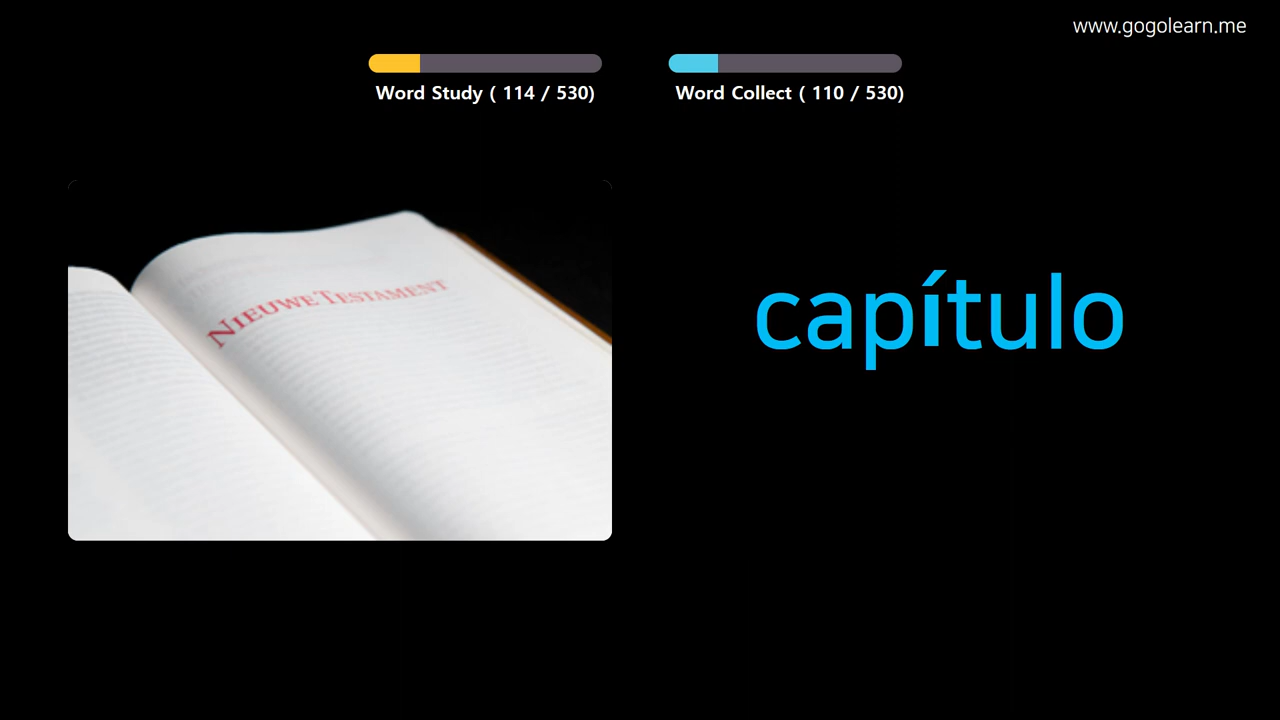 www.gogolearn.me
Word Study ( 114 / 530)
Word Collect ( 110 / 530)
NIEUWE TESTAMENT
capítulo